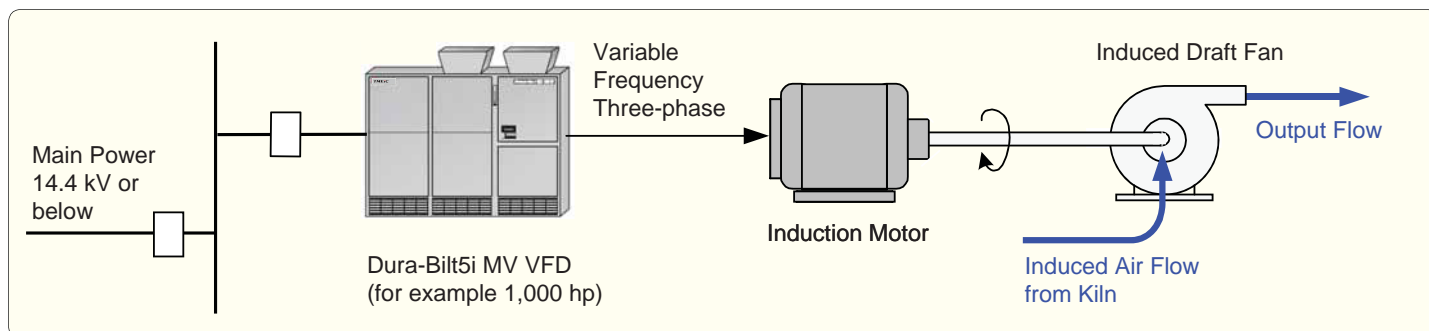 Main Power
14.4 kV or
below
Dura-Bilt5i MV VFD
(for example 1,000 hp)
Variable
Frequency
Three-phase
Induction Motor
Induced Draft Fan
Output Flow
Induced Air Flow
from Kiln